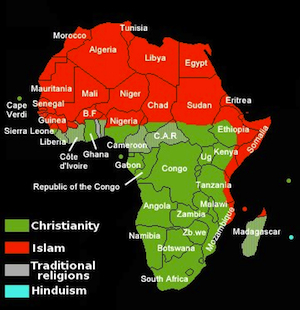 Tunisia
Morocco
Algeria
Libya
Egypt
Mauritania
Mali
Niger
Cape
Verdi
Senegal
Chad
Sudan
Eritrea
B.F
Guinea
Nigeria
Sierra Leone
Ethiopia
Somalia
Liberia
C.A.R
Côte
d'Ivoire
Ghana
Cameroon
Gabon
Ug
Kenya
Congo
Republic of the Congo
Tanzania
Angola
Malawi
Zambia
Mozambique
Zb.we
Madagascar
Namibia
Botswana
South Africa
Christianity
Islam
Traditional
religions
Hinduism